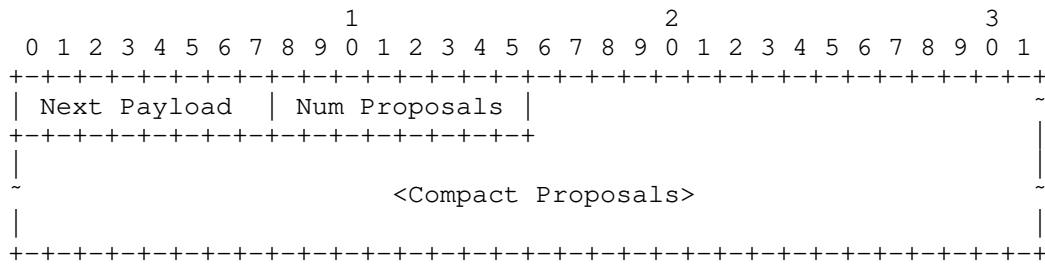 1                   2                   3
 0 1 2 3 4 5 6 7 8 9 0 1 2 3 4 5 6 7 8 9 0 1 2 3 4 5 6 7 8 9 0 1
+-+-+-+-+-+-+-+-+-+-+-+-+-+-+-+-+-+-+-+-+-+-+-+-+-+-+-+-+-+-+-+-+
| Next Payload  | Num Proposals |                               ~
+-+-+-+-+-+-+-+-+-+-+-+-+-+-+-+-+                               |
|                                                               |
~                       <Compact Proposals>                     ~
|                                                               |
+-+-+-+-+-+-+-+-+-+-+-+-+-+-+-+-+-+-+-+-+-+-+-+-+-+-+-+-+-+-+-+-+